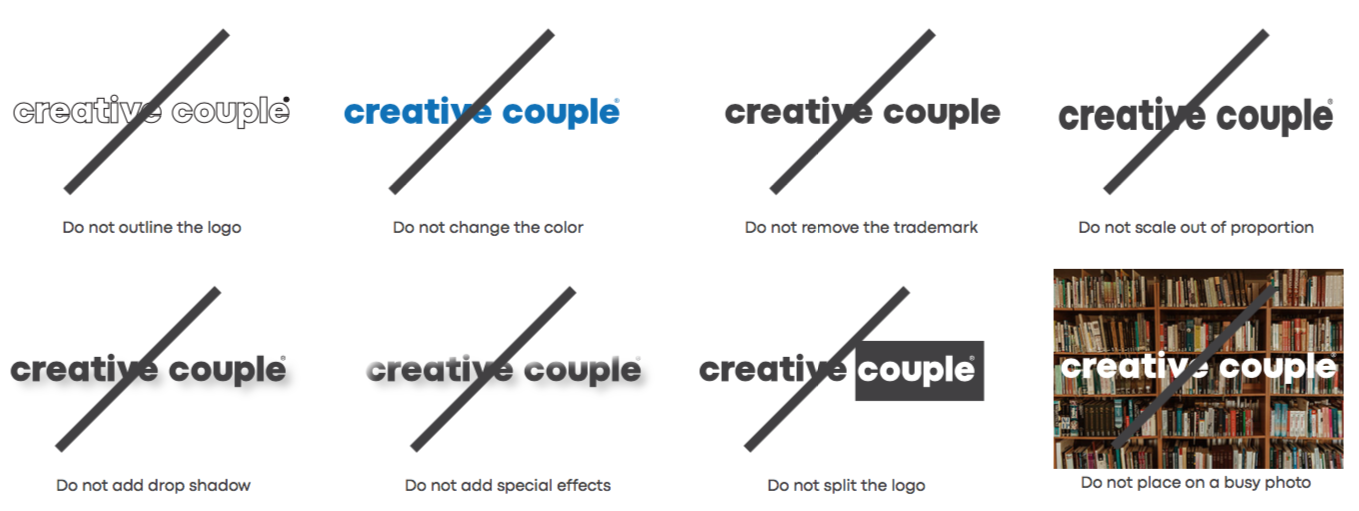 creative couple®
creative couple®
creative couple
creative couple®
Do not outline the logo
Do not change the color
Do not remove the trademark
Do not scale out of proportion
creative couple®
creative couple®
creative couple®
creative couple
Do not add drop shadow
Do not add special effects
Do not split the logo
Do not place on a busy photo